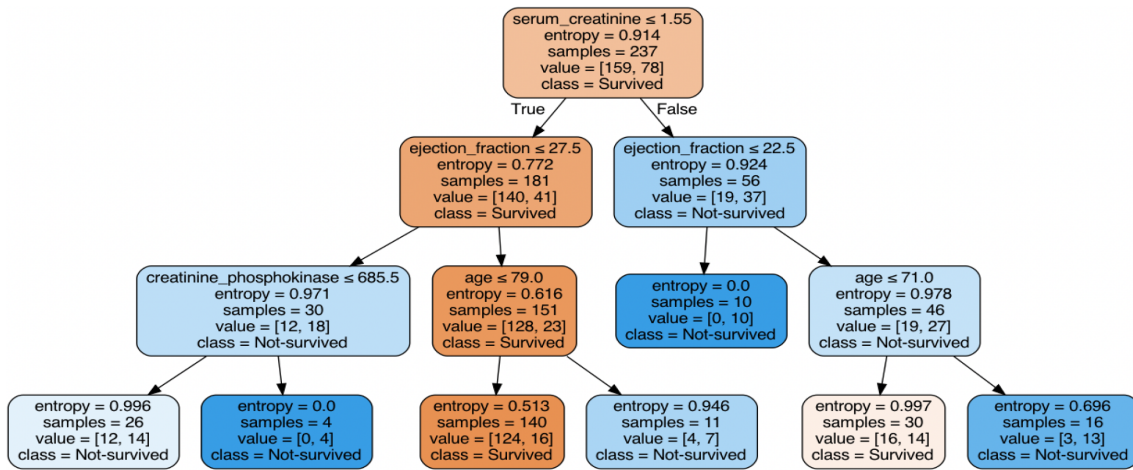 serum_creatinine ≤ 1.55
entropy = 0.914
samples = 237
value = [159, 78]
class = Survived
True
False
ejection_fraction ≤ 27.5
entropy = 0.772
samples = 181
value = [140, 41]
class = Survived
ejection_fraction ≤ 22.5
entropy = 0.924
samples = 56
value = [19, 37]
class = Not-survived
creatinine_phosphokinase ≤ 685.5
entropy = 0.971
samples = 30
value = [12, 18]
class = Not-survived
age ≤ 79.0
entropy = 0.616
samples = 151
value = [128, 23]
class = Survived
entropy = 0.0
samples = 10
value = [0, 10]
class = Not-survived
age ≤ 71.0
entropy = 0.978
samples = 46
value = [19, 27]
class = Not-survived
entropy = 0.996
samples = 26
value = [12, 14]
class = Not-survived
entropy = 0.0
samples = 4
value = [0, 4]
class = Not-survived
entropy = 0.513
samples = 140
value = [124, 16]
class = Survived
entropy = 0.946
samples = 11
value = [4, 7]
class = Not-survived
entropy = 0.997
samples = 30
value = [16, 14]
class = Survived
entropy = 0.696
samples = 16
value = [3, 13]
class = Not-survived